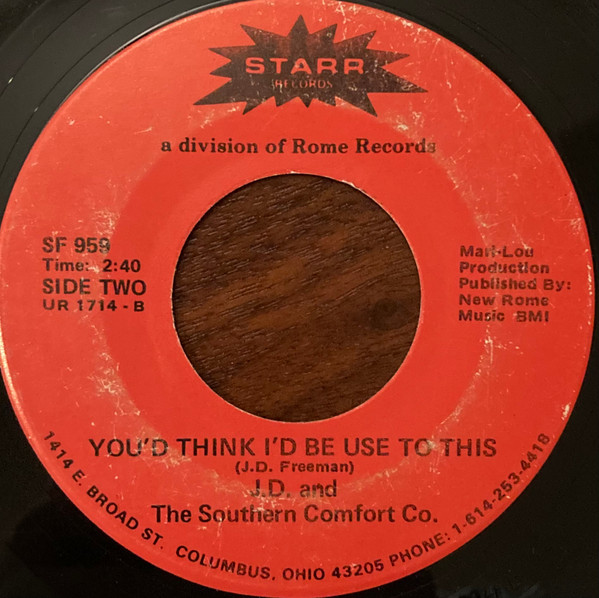 STARR
RECORDS
a division of Rome Records
SF 959
Time: 2:40
SIDE TWO
UR 1714 - B
Mari-Lou
Production
Published By:
New Rome
Music BMI
YOU'D THINK I'D BE USE TO THIS
(J.D. Freeman)
J.D. and
The Southern Comfort Co.
1414 E. BROAD ST. COLUMBUS, OHIO 43205 PHONE: 1-614-253-4418